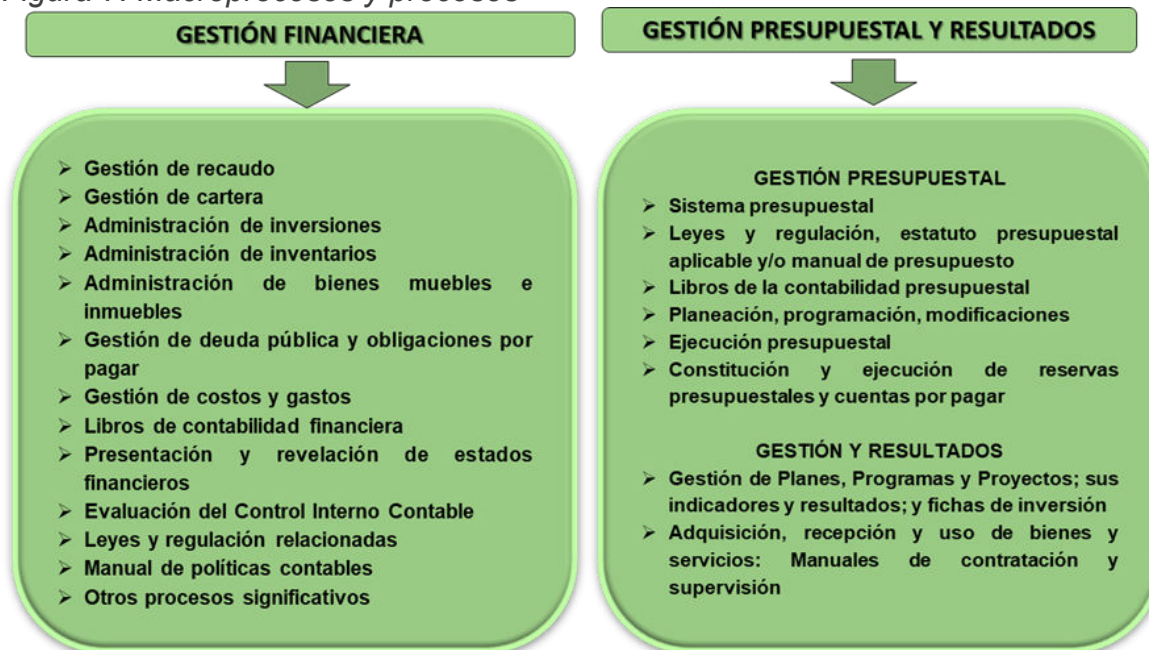 Figura 7. Macroprocesos y procesos
GESTIÓN FINANCIERA
Gestión de recaudo
Gestión de cartera
Administración de inversiones
Administración de inventarios
Administración de bienes muebles e
inmuebles
Gestión de deuda pública y obligaciones por
pagar
Gestión de costos y gastos
Libros de contabilidad financiera
Presentación y revelación de estados
financieros
Evaluación del Control Interno Contable
Leyes y regulación relacionadas
Manual de políticas contables
Otros procesos significativos
GESTIÓN PRESUPUESTAL Y RESULTADOS
GESTIÓN PRESUPUESTAL
Sistema presupuestal
Leyes y regulación, estatuto presupuestal
aplicable y/o manual de presupuesto
Libros de la contabilidad presupuestal
Planeación, programación, modificaciones
Ejecución presupuestal
Constitución y ejecución de reservas
presupuestales y cuentas por pagar
GESTIÓN Y RESULTADOS
Gestión de Planes, Programas y Proyectos; sus
indicadores y resultados; y fichas de inversión
Adquisición, recepción y uso de bienes y
servicios: Manuales de contratación y
supervisión